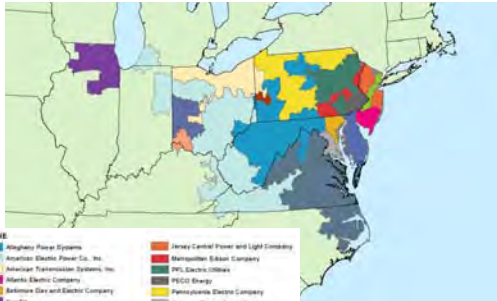 Allegheny Power Systems
American Electric Power Co., Inc.
American Transmission Systems, Inc.
Atlantic Electric Company
Baltimore Gas and Electric Company
Jersey Central Power and Light Company
Metropolitan Edison Company
PPL Electric Utilities
PECO Energy
Pennsylvania Electric Company